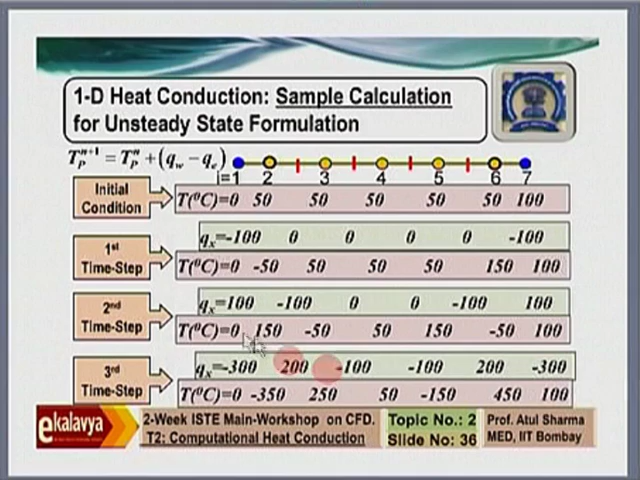 1-D Heat Conduction: Sample Calculation
for Unsteady State Formulation
T_P^{n+1} = T_P^n + (q_w − q_e)
i=1 2 3 4 5 6 7
Initial
Condition
T(⁰C)=0 50 50 50 50 50 100
1st
Time-Step
q_x=-100 0 0 0 0 -100
T(⁰C)=0 -50 50 50 50 150 100
2nd
Time-Step
q_x=100 -100 0 0 -100 100
T(⁰C)=0 150 -50 50 150 -50 100
3rd
Time-Step
q_x=-300 200 -100 -100 200 -300
T(⁰C)=0 -350 250 50 -150 450 100
ekalavya
2-Week ISTE Main-Workshop on CFD.
T2: Computational Heat Conduction
Topic No.: 2
Slide No: 36
Prof. Atul Sharma
MED, IIT Bombay